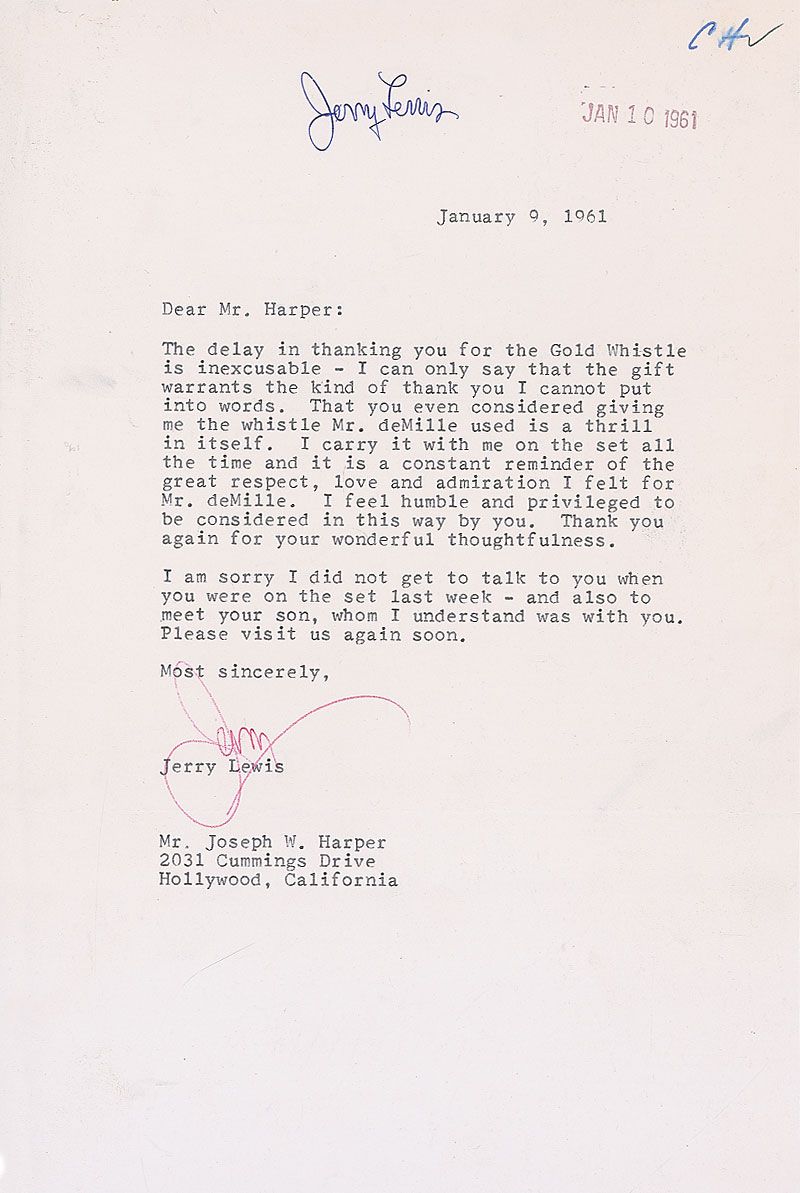 CH
Jerry Lewis
JAN 10 1961
January 9, 1961
Dear Mr. Harper:
The delay in thanking you for the Gold Whistle
is inexcusable - I can only say that the gift
warrants the kind of thank you I cannot put
into words.  That you even considered giving
me the whistle Mr. deMille used is a thrill
in itself.  I carry it with me on the set all
the time and it is a constant reminder of the
great respect, love and admiration I felt for
Mr. deMille.  I feel humble and privileged to
be considered in this way by you.  Thank you
again for your wonderful thoughtfulness.
I am sorry I did not get to talk to you when
you were on the set last week - and also to
meet your son, whom I understand was with you.
Please visit us again soon.
Most sincerely,
Jerry
Jerry Lewis
Mr. Joseph W. Harper
2031 Cummings Drive
Hollywood, California